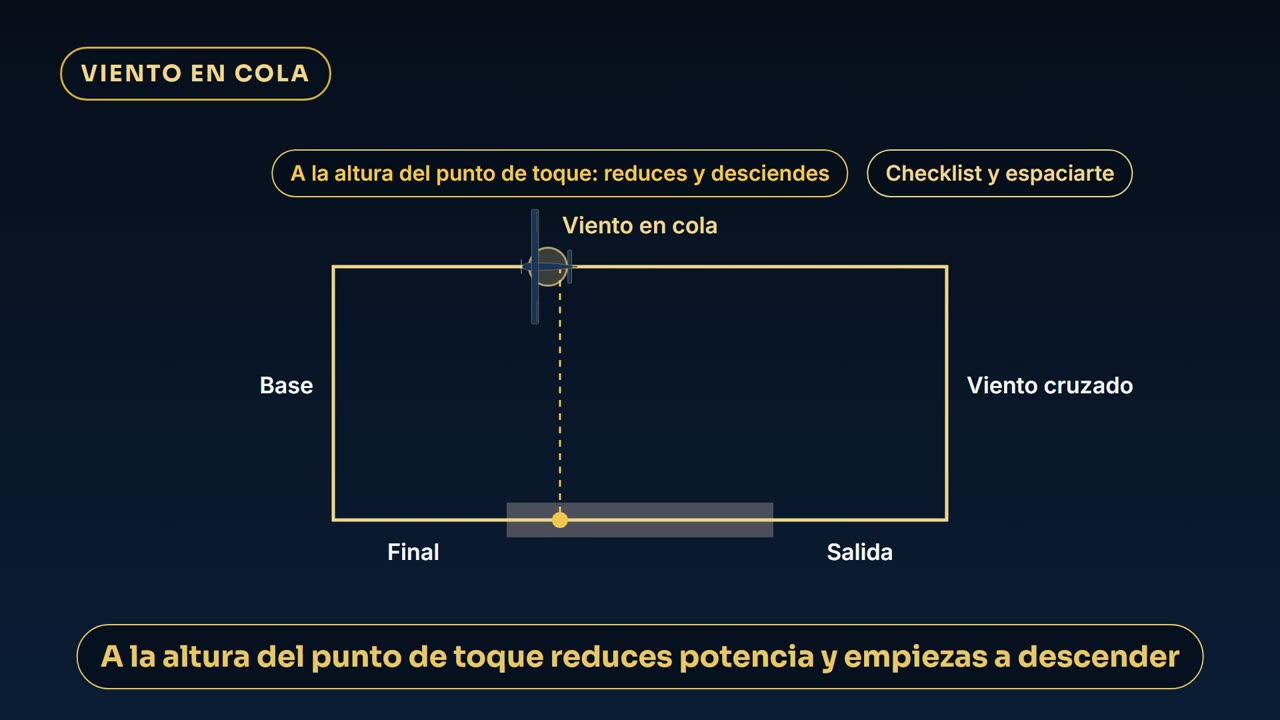 VIENTO EN COLA
A la altura del punto de toque: reduces y desciendes
Checklist y espaciarte
Viento en cola
Base
Viento cruzado
Final
Salida
A la altura del punto de toque reduces potencia y empiezas a descender